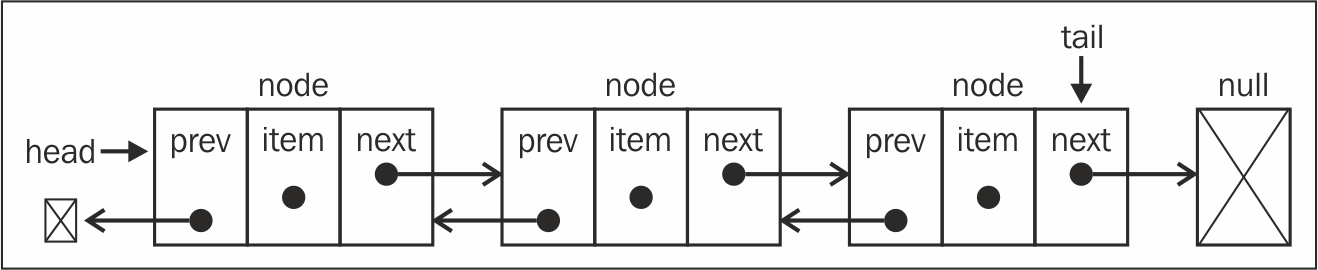 tail
node
node
node
null
head
prev item next
prev item next
prev item next